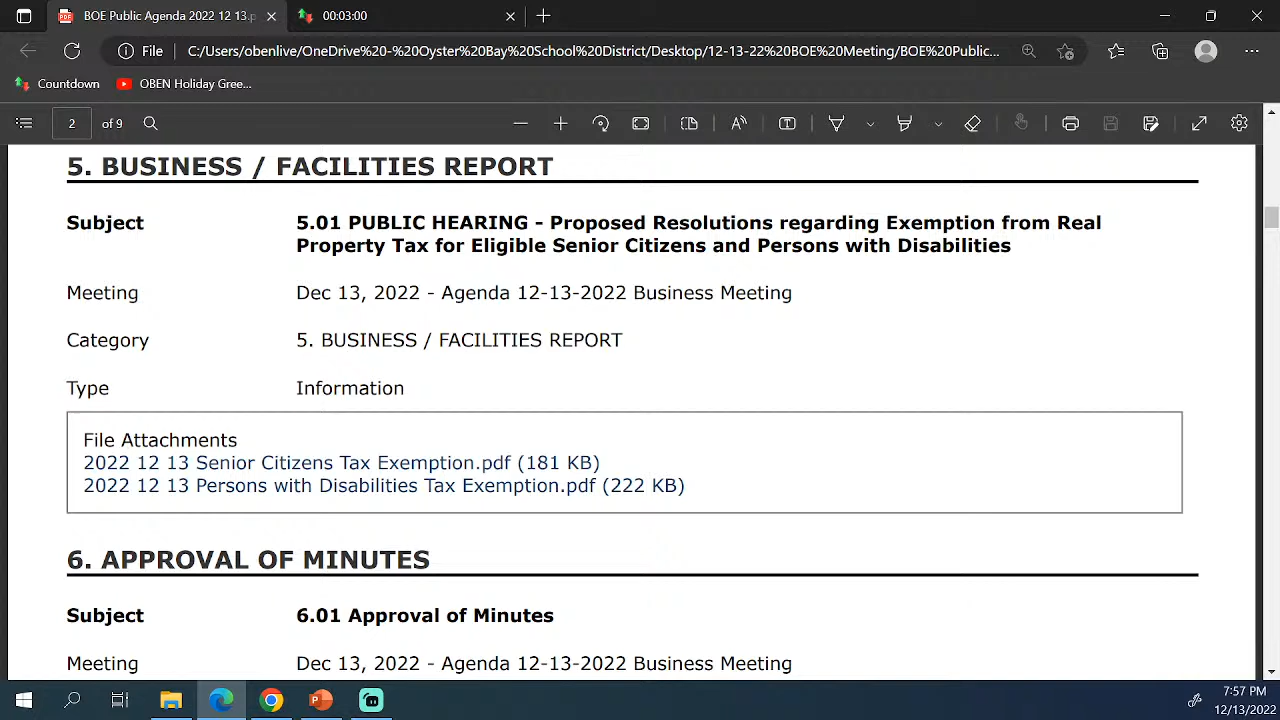 BOE Public Agenda 2022 12 13.p
00:03:00
File
C:/Users/obenlive/OneDrive%20-%20Oyster%20Bay%20School%20District/Desktop/12-13-22%20BOE%20Meeting/BOE%20Public...
Countdown
OBEN Holiday Gree...
2 of 9
5. BUSINESS / FACILITIES REPORT
Subject 5.01 PUBLIC HEARING - Proposed Resolutions regarding Exemption from Real
Property Tax for Eligible Senior Citizens and Persons with Disabilities
Meeting Dec 13, 2022 - Agenda 12-13-2022 Business Meeting
Category 5. BUSINESS / FACILITIES REPORT
Type Information
File Attachments
2022 12 13 Senior Citizens Tax Exemption.pdf (181 KB)
2022 12 13 Persons with Disabilities Tax Exemption.pdf (222 KB)
6. APPROVAL OF MINUTES
Subject 6.01 Approval of Minutes
Meeting Dec 13, 2022 - Agenda 12-13-2022 Business Meeting
7:57 PM
12/13/2022